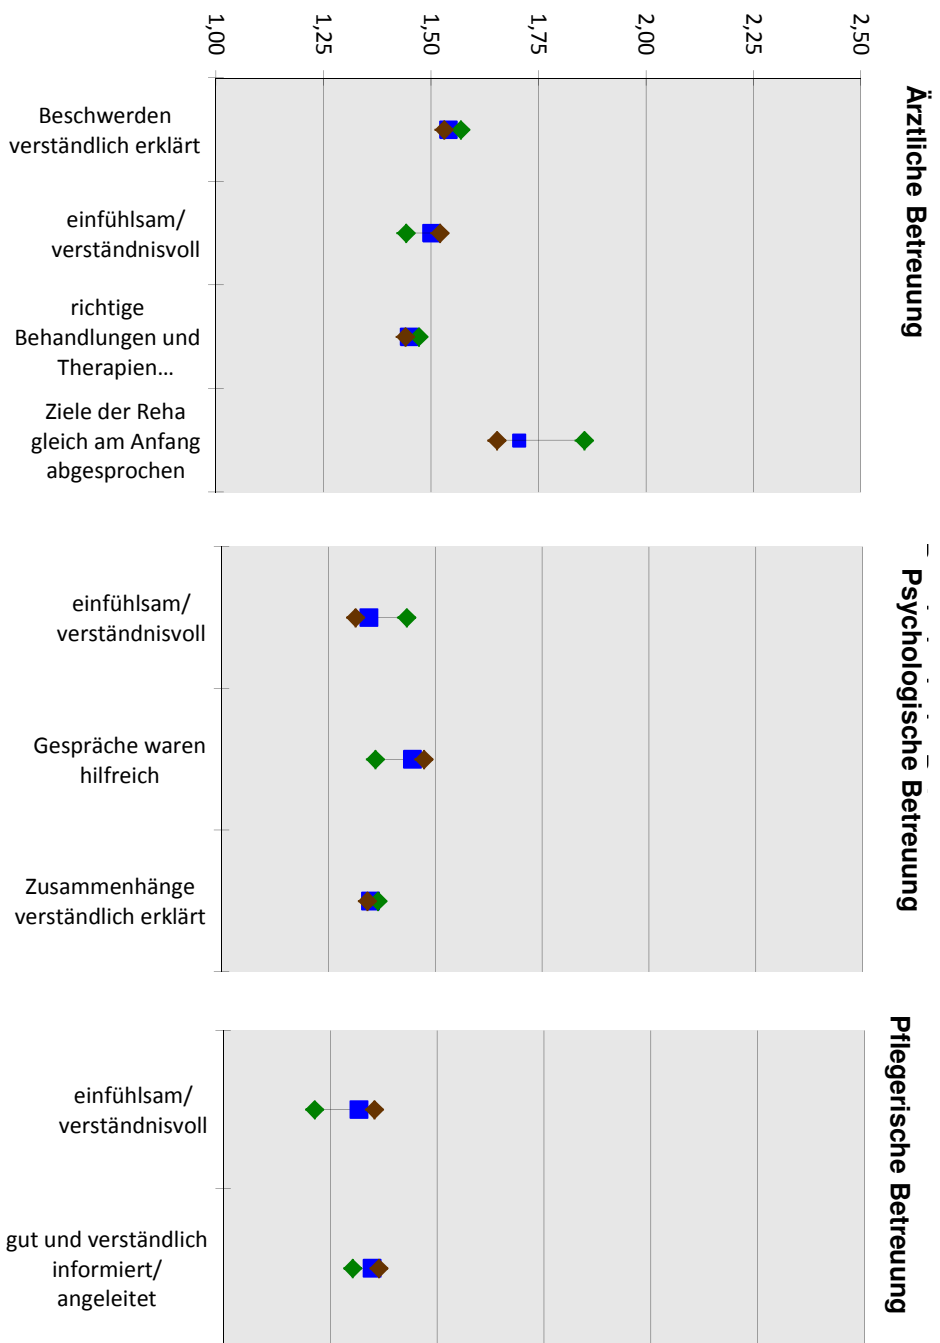 1,00
1,25
1,50
1,75
2,00
2,25
2,50
Ärztliche Betreuung
Beschwerden
verständlich erklärt
einfühlsam/
verständnisvoll
richtige
Behandlungen und
Therapien...
Ziele der Reha
gleich am Anfang
abgesprochen
Psychologische Betreuung
einfühlsam/
verständnisvoll
Gespräche waren
hilfreich
Zusammenhänge
verständlich erklärt
Pflegerische Betreuung
einfühlsam/
verständnisvoll
gut und verständlich
informiert/
angeleitet